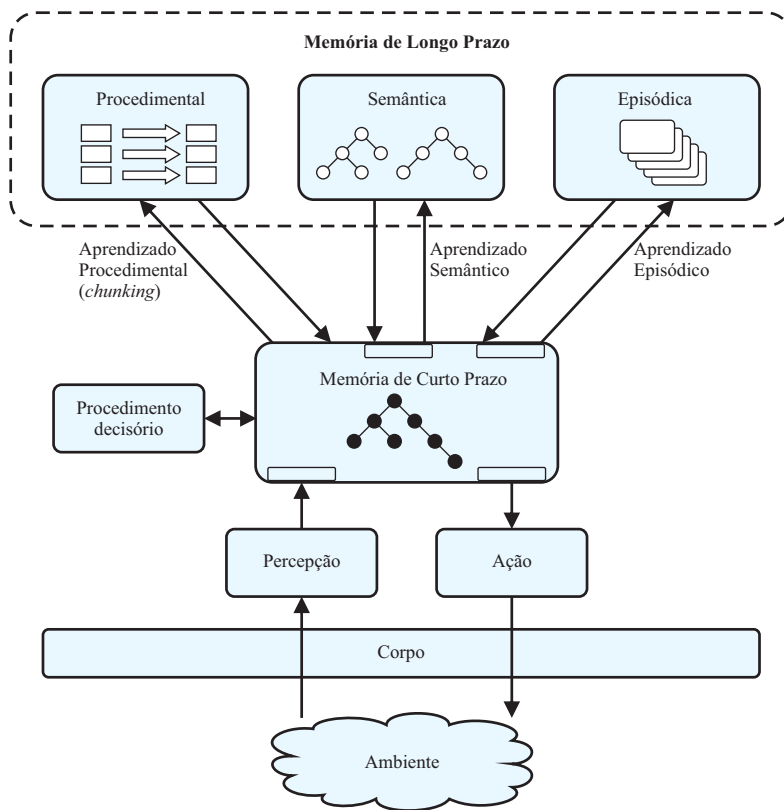 Memória de Longo Prazo
Procedimental
Semântica
Episódica
Aprendizado
Procedimental
(chunking)
Aprendizado
Semântico
Aprendizado
Episódico
Memória de Curto Prazo
Procedimento
decisório
Percepção
Ação
Corpo
Ambiente